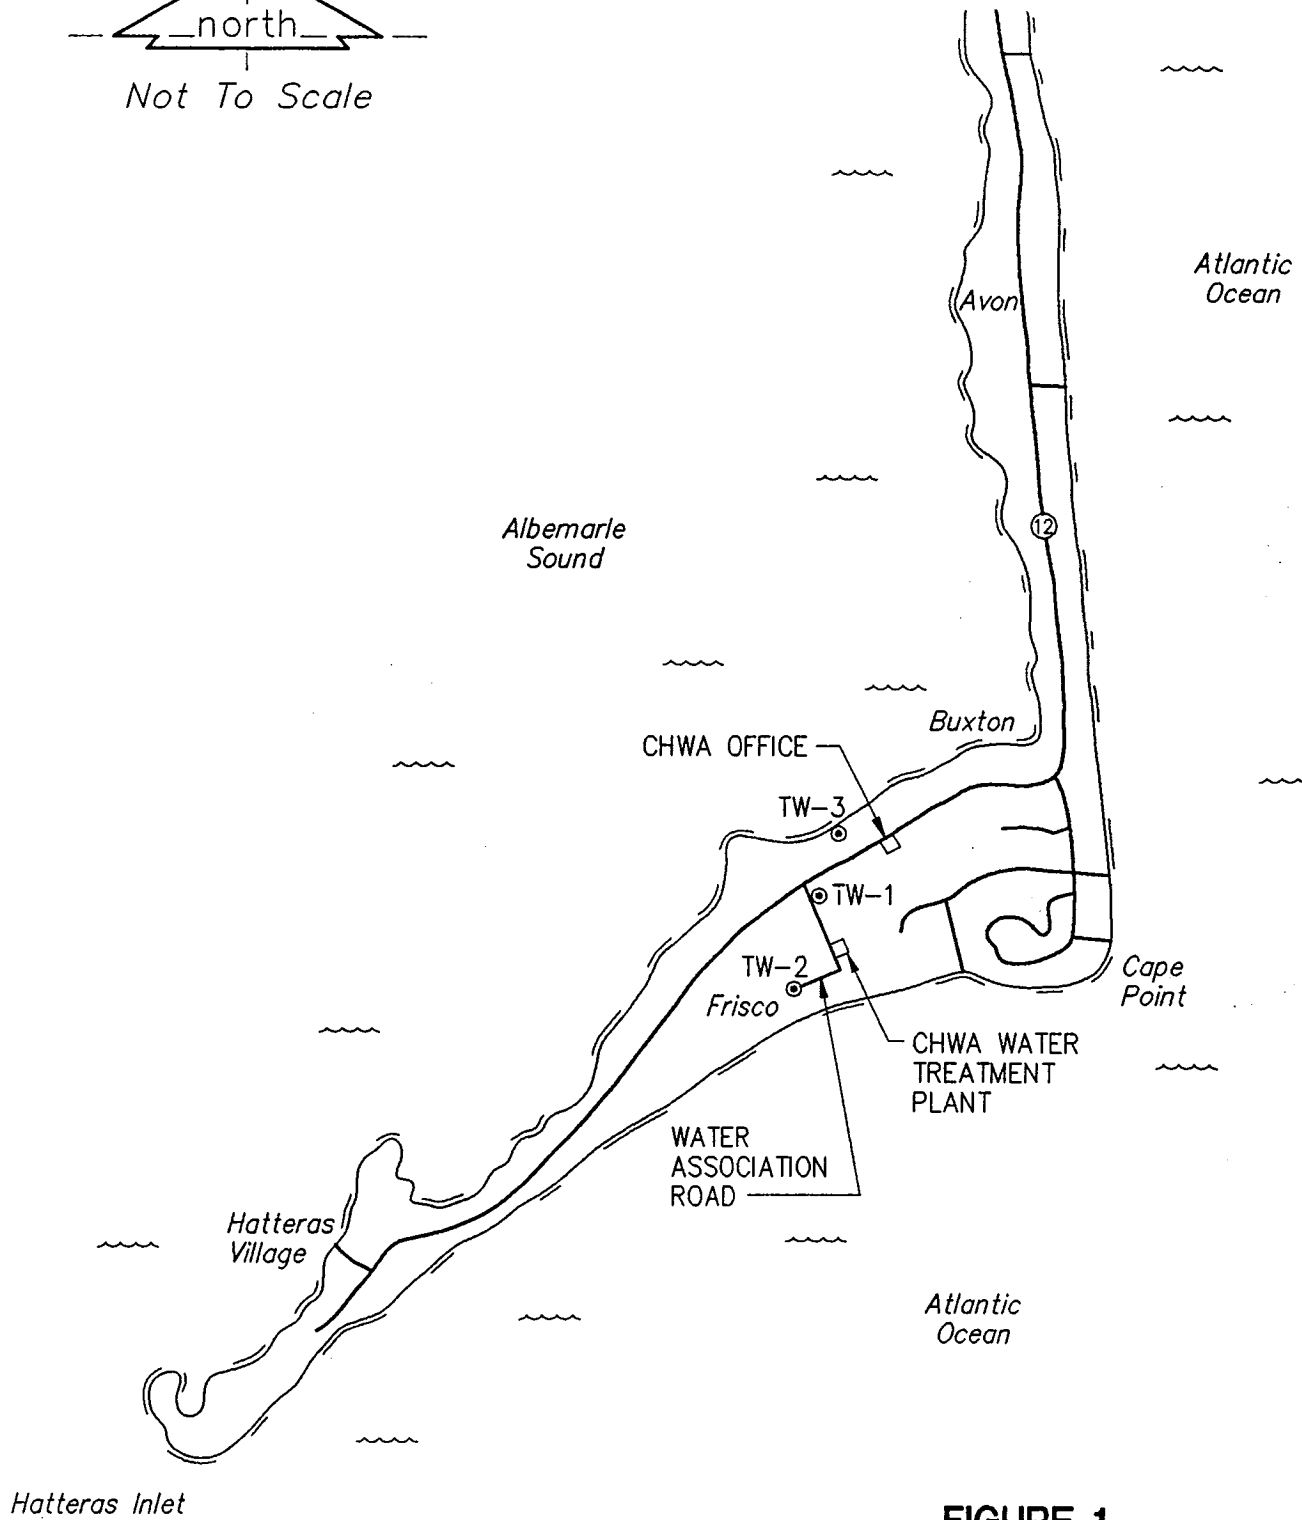 north
Not To Scale
Atlantic
Ocean
Avon
12
Albemarle
Sound
Buxton
CHWA OFFICE
TW-3
TW-1
TW-2
Frisco
Cape
Point
CHWA WATER
TREATMENT
PLANT
WATER
ASSOCIATION
ROAD
Hatteras
Village
Atlantic
Ocean
Hatteras Inlet
FIGURE 1